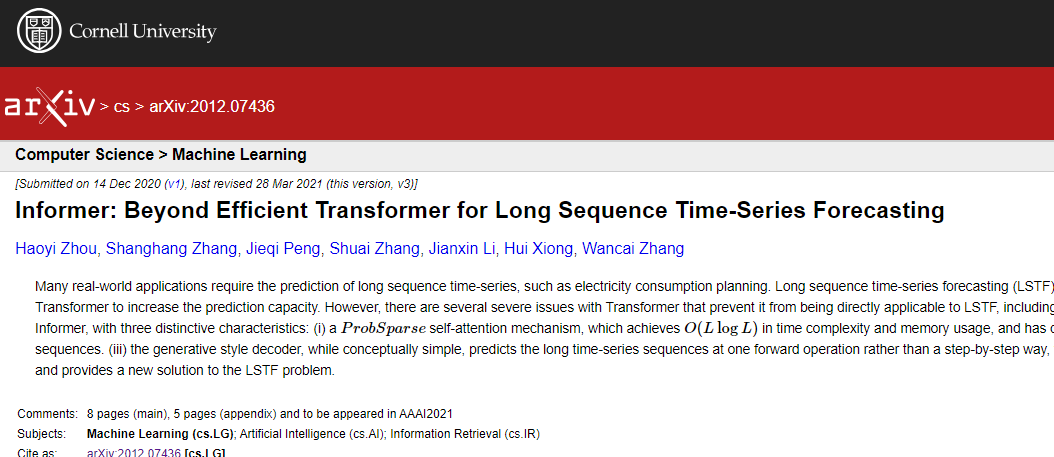 Cornell University
arXiv > cs > arXiv:2012.07436
Computer Science > Machine Learning
[Submitted on 14 Dec 2020 (v1), last revised 28 Mar 2021 (this version, v3)]
Informer: Beyond Efficient Transformer for Long Sequence Time-Series Forecasting
Haoyi Zhou, Shanghang Zhang, Jieqi Peng, Shuai Zhang, Jianxin Li, Hui Xiong, Wancai Zhang
Many real-world applications require the prediction of long sequence time-series, such as electricity consumption planning. Long sequence time-series forecasting (LSTF)
Transformer to increase the prediction capacity. However, there are several severe issues with Transformer that prevent it from being directly applicable to LSTF, including
Informer, with three distinctive characteristics: (i) a ProbSparse self-attention mechanism, which achieves O(L log L) in time complexity and memory usage, and has
sequences. (iii) the generative style decoder, while conceptually simple, predicts the long time-series sequences at one forward operation rather than a step-by-step way,
and provides a new solution to the LSTF problem.
Comments: 8 pages (main), 5 pages (appendix) and to be appeared in AAAI2021
Subjects: Machine Learning (cs.LG); Artificial Intelligence (cs.AI); Information Retrieval (cs.IR)
Cite as: arXiv:2012.07436 [cs.LG]